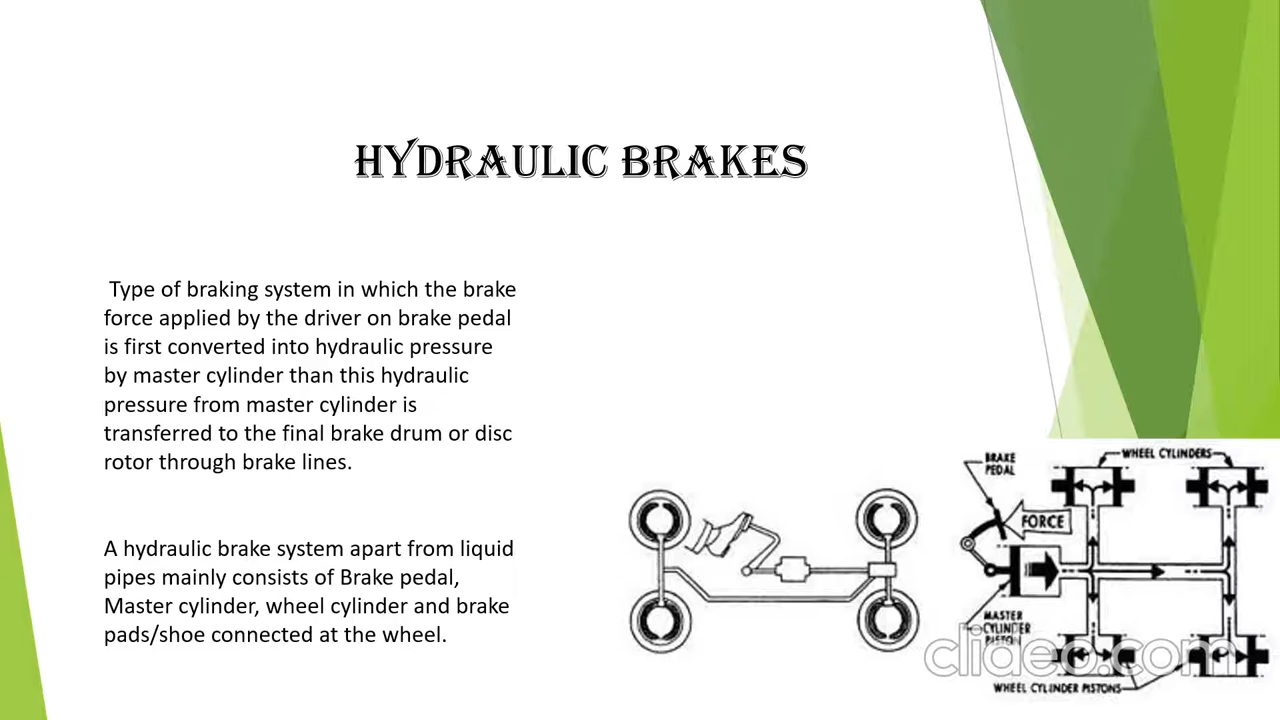 HYDRAULIC BRAKES
Type of braking system in which the brake
force applied by the driver on brake pedal
is first converted into hydraulic pressure
by master cylinder than this hydraulic
pressure from master cylinder is
transferred to the final brake drum or disc
rotor through brake lines.
A hydraulic brake system apart from liquid
pipes mainly consists of Brake pedal,
Master cylinder, wheel cylinder and brake
pads/shoe connected at the wheel.
BRAKE
PEDAL
WHEEL CYLINDERS
FORCE
MASTER
CYLINDER
PISTON
WHEEL CYLINDER PISTONS
clideo.com